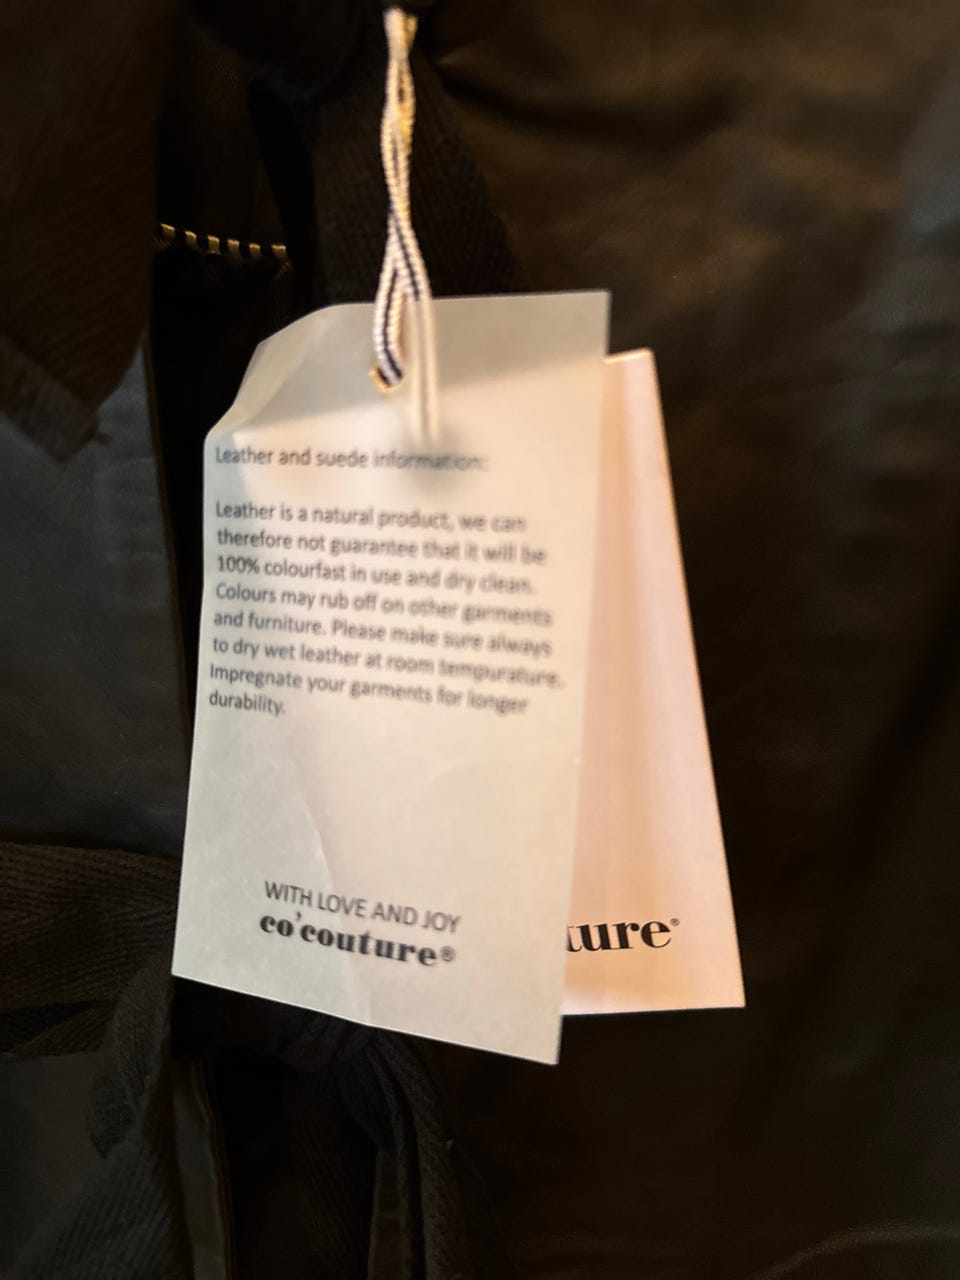 Leather and suede information:
Leather is a natural product, we can
therefore not guarantee that it will be
100% colourfast in use and dry clean.
Colours may rub off on other garments
and furniture. Please make sure always
to dry wet leather at room tempurature.
Impregnate your garments for longer
durability.
WITH LOVE AND JOY
co'couture®
ture®